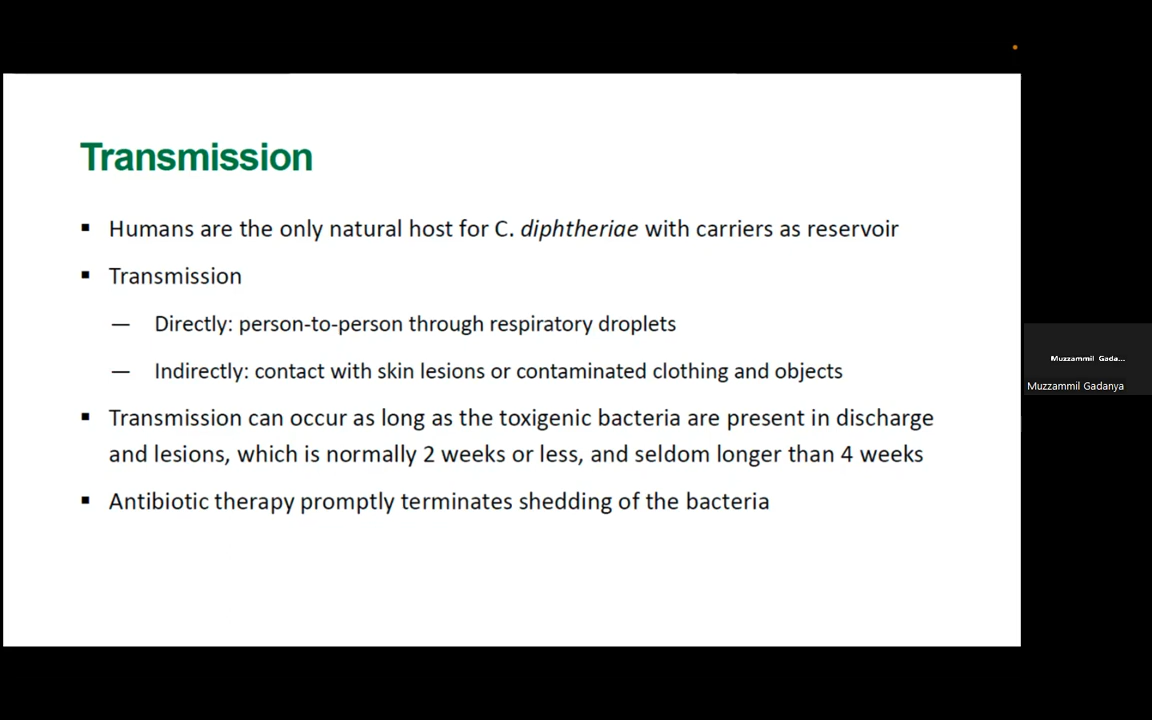 Transmission
▪ Humans are the only natural host for C. diphtheriae with carriers as reservoir
▪ Transmission
— Directly: person-to-person through respiratory droplets
— Indirectly: contact with skin lesions or contaminated clothing and objects
▪ Transmission can occur as long as the toxigenic bacteria are present in discharge
and lesions, which is normally 2 weeks or less, and seldom longer than 4 weeks
▪ Antibiotic therapy promptly terminates shedding of the bacteria
Muzzammil Gada...
Muzzammil Gadanya